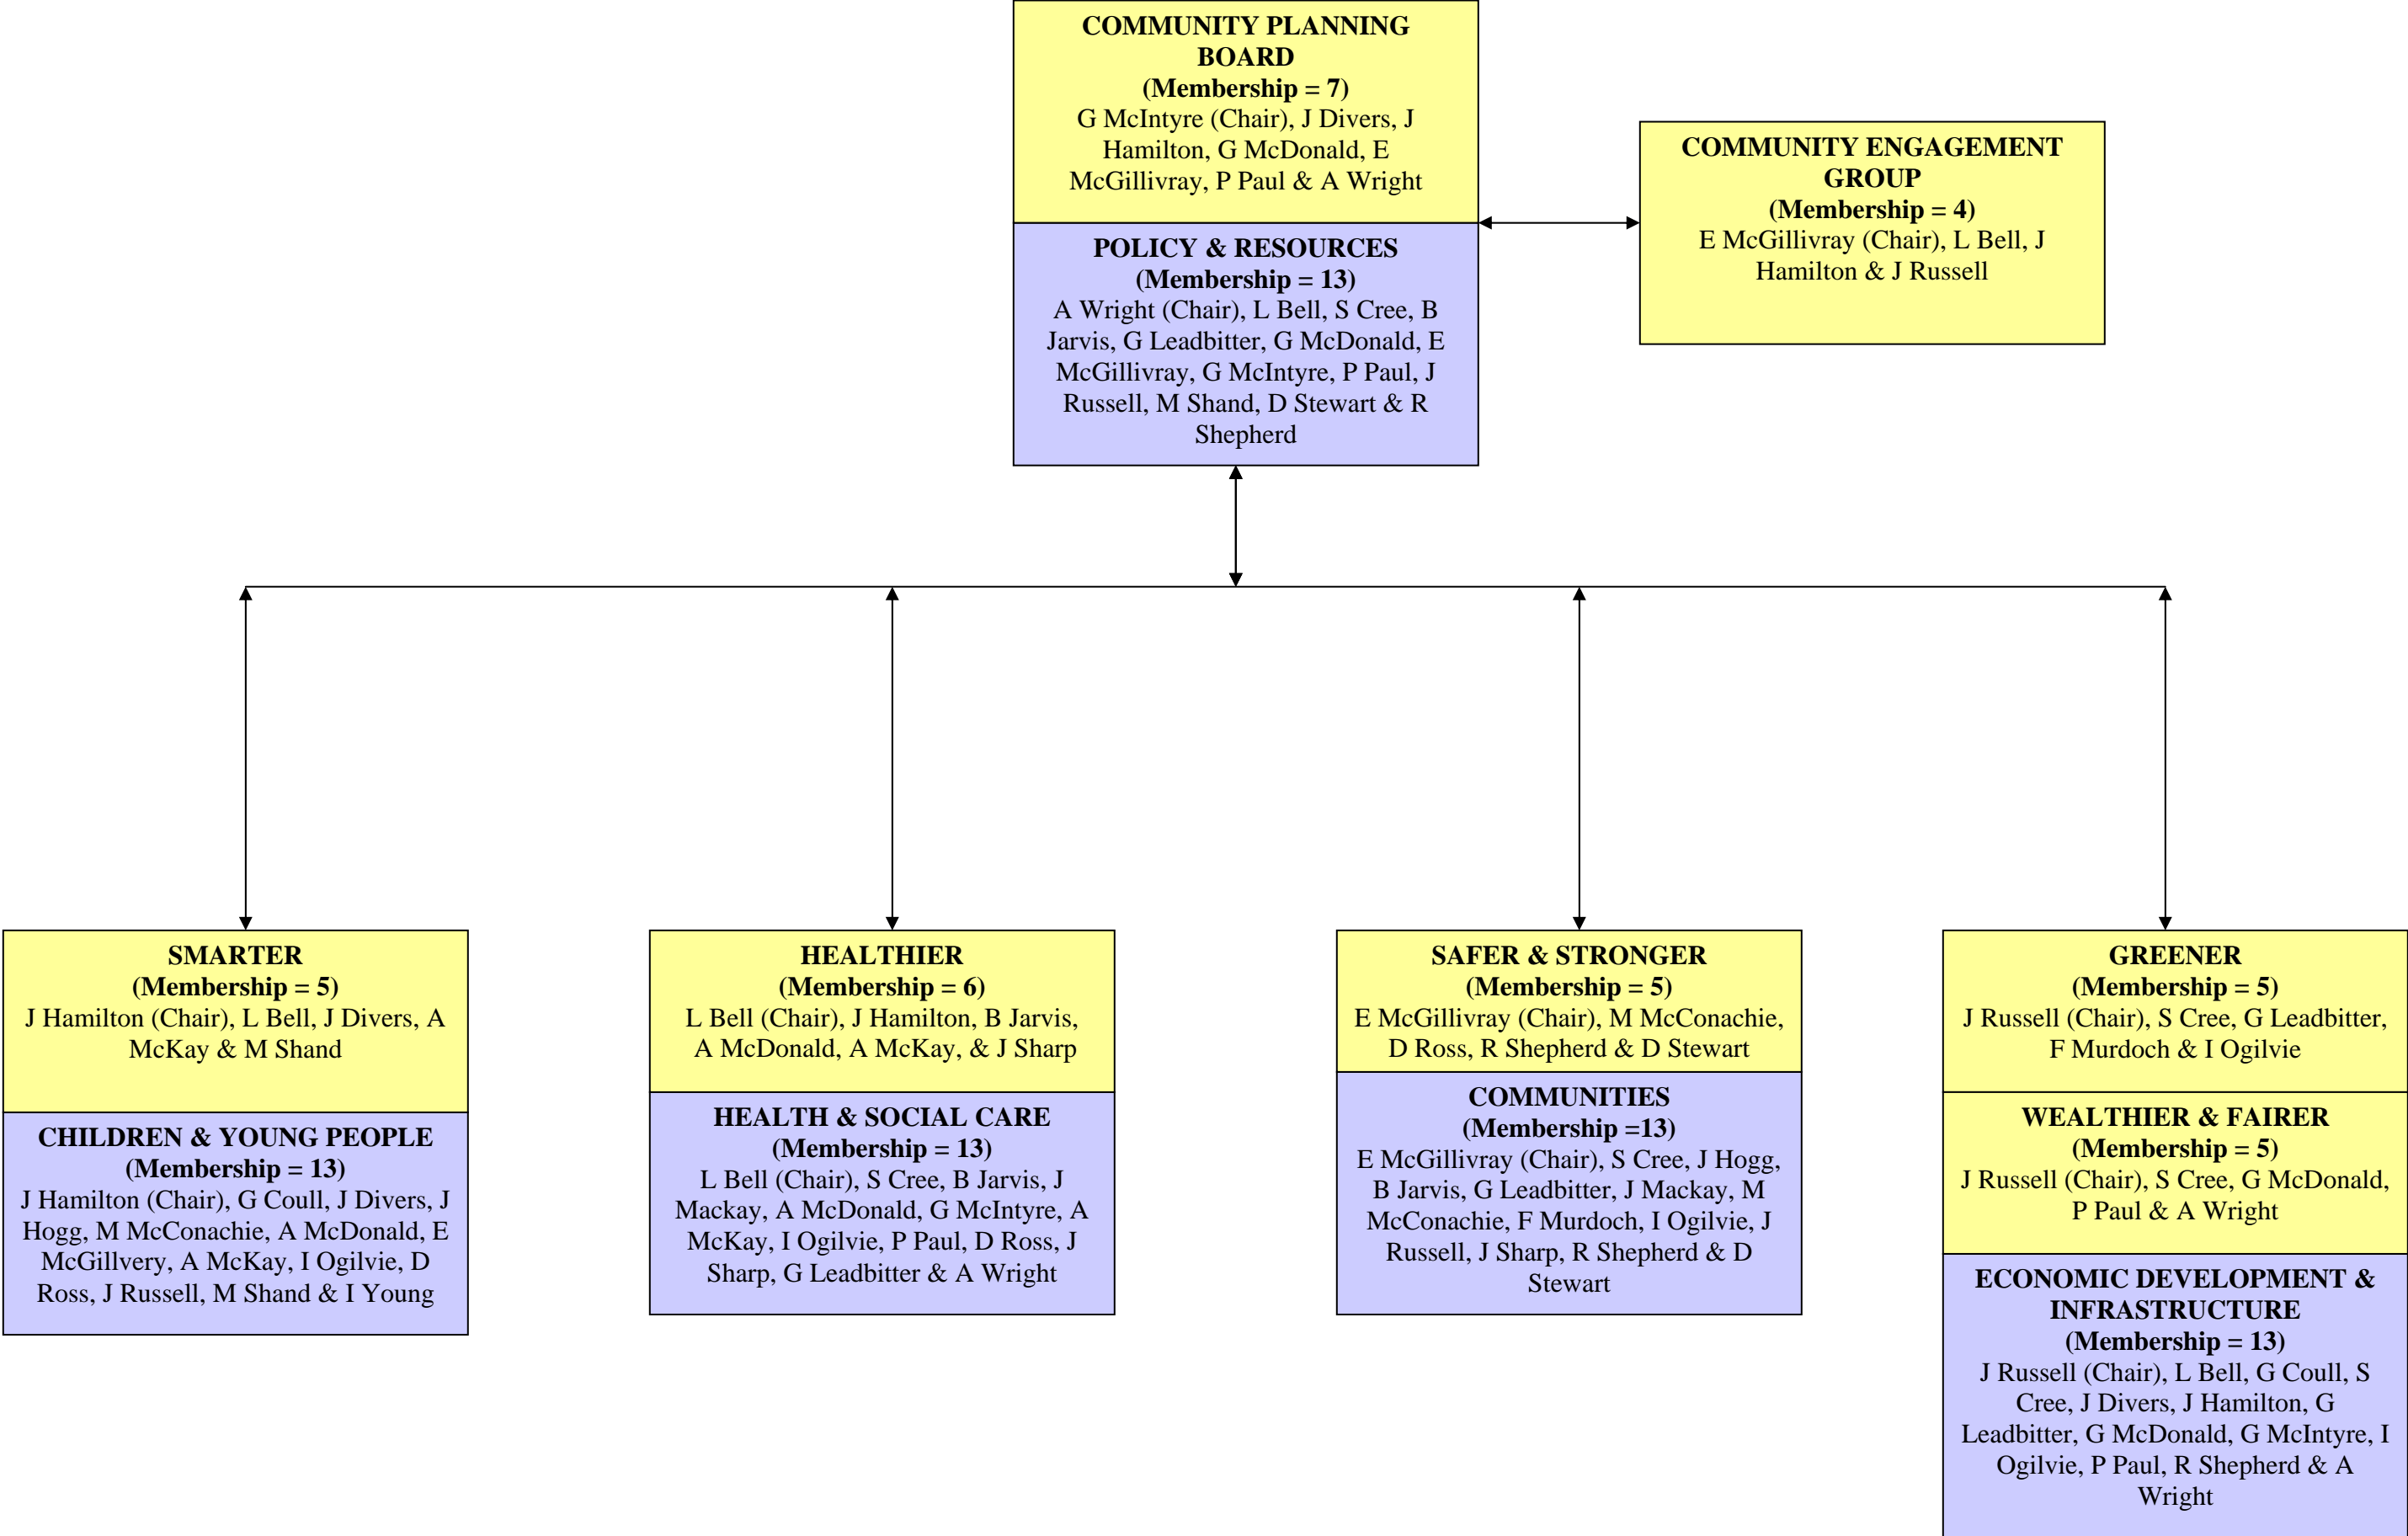 COMMUNITY PLANNING
BOARD
(Membership = 7)
G McIntyre (Chair), J Divers, J
Hamilton, G McDonald, E
McGillivray, P Paul & A Wright
POLICY & RESOURCES
(Membership = 13)
A Wright (Chair), L Bell, S Cree, B
Jarvis, G Leadbitter, G McDonald, E
McGillivray, G McIntyre, P Paul, J
Russell, M Shand, D Stewart & R
Shepherd
COMMUNITY ENGAGEMENT
GROUP
(Membership = 4)
E McGillivray (Chair), L Bell, J
Hamilton & J Russell
SMARTER
(Membership = 5)
J Hamilton (Chair), L Bell, J Divers, A
McKay & M Shand
CHILDREN & YOUNG PEOPLE
(Membership = 13)
J Hamilton (Chair), G Coull, J Divers, J
Hogg, M McConachie, A McDonald, E
McGillvery, A McKay, I Ogilvie, D
Ross, J Russell, M Shand & I Young
HEALTHIER
(Membership = 6)
L Bell (Chair), J Hamilton, B Jarvis,
A McDonald, A McKay, & J Sharp
HEALTH & SOCIAL CARE
(Membership = 13)
L Bell (Chair), S Cree, B Jarvis, J
Mackay, A McDonald, G McIntyre, A
McKay, I Ogilvie, P Paul, D Ross, J
Sharp, G Leadbitter & A Wright
SAFER & STRONGER
(Membership = 5)
E McGillivray (Chair), M McConachie,
D Ross, R Shepherd & D Stewart
COMMUNITIES
(Membership =13)
E McGillivray (Chair), S Cree, J Hogg,
B Jarvis, G Leadbitter, J Mackay, M
McConachie, F Murdoch, I Ogilvie, J
Russell, J Sharp, R Shepherd & D
Stewart
GREENER
(Membership = 5)
J Russell (Chair), S Cree, G Leadbitter,
F Murdoch & I Ogilvie
WEALTHIER & FAIRER
(Membership = 5)
J Russell (Chair), S Cree, G McDonald,
P Paul & A Wright
ECONOMIC DEVELOPMENT &
INFRASTRUCTURE
(Membership = 13)
J Russell (Chair), L Bell, G Coull, S
Cree, J Divers, J Hamilton, G
Leadbitter, G McDonald, G McIntyre, I
Ogilvie, P Paul, R Shepherd & A
Wright